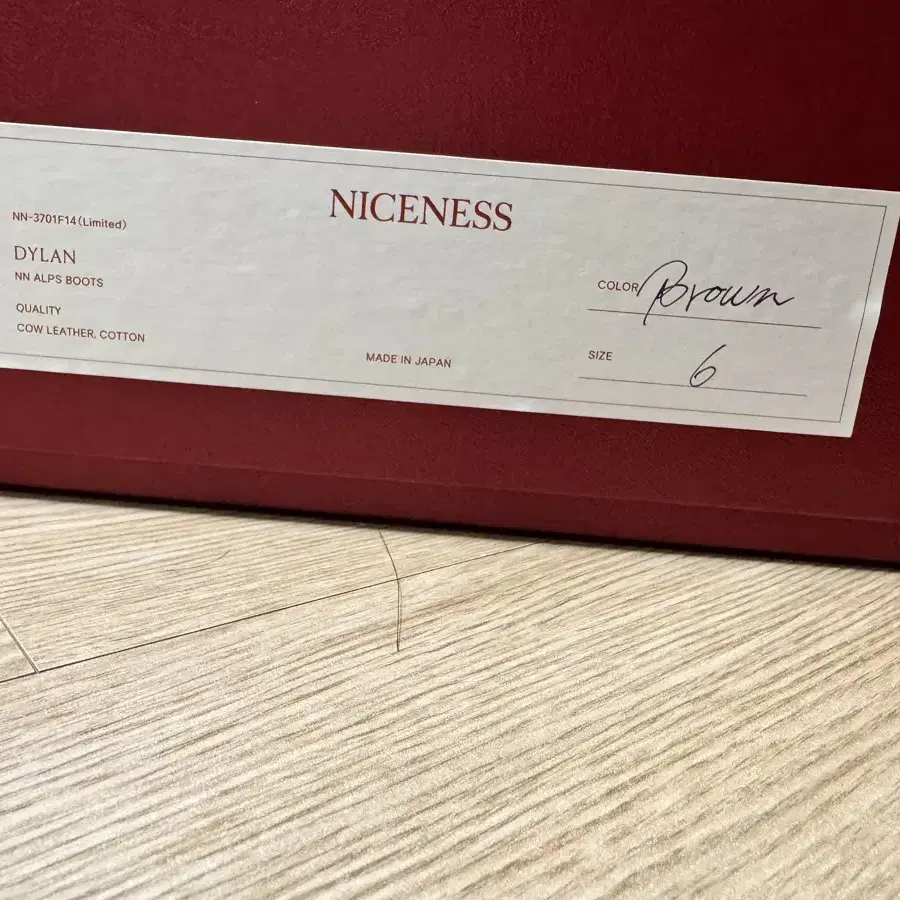 NICENESS
NN-3701F14(Limited)
DYLAN
NN ALPS BOOTS
QUALITY
COW LEATHER, COTTON
MADE IN JAPAN
COLOR Brown
SIZE 6